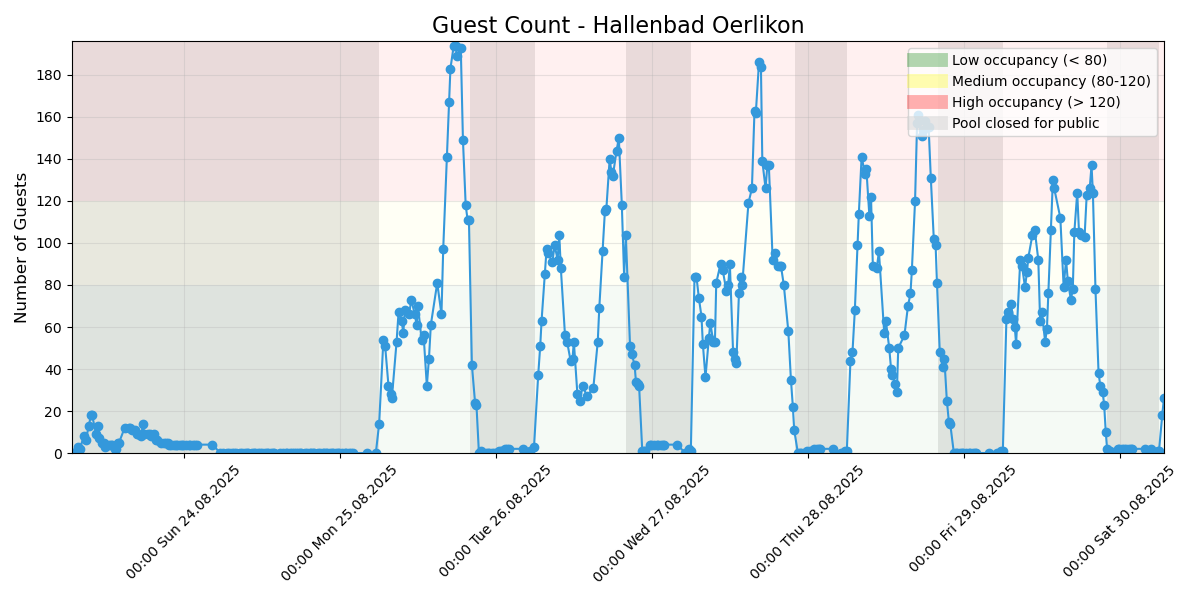 Guest Count - Hallenbad Oerlikon
Low occupancy (< 80)
Medium occupancy (80-120)
High occupancy (> 120)
Pool closed for public
Number of Guests
180
160
140
120
100
80
60
40
20
0
00:00 Sun 24.08.2025
00:00 Mon 25.08.2025
00:00 Tue 26.08.2025
00:00 Wed 27.08.2025
00:00 Thu 28.08.2025
00:00 Fri 29.08.2025
00:00 Sat 30.08.2025